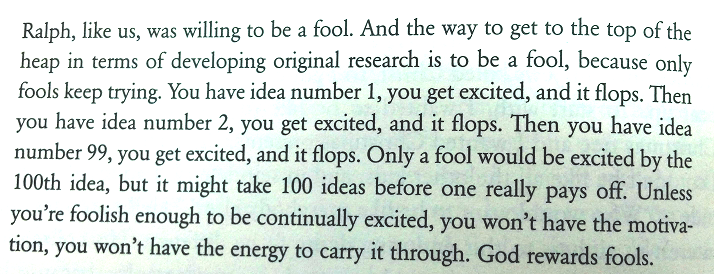 Ralph, like us, was willing to be a fool. And the way to get to the top of the
heap in terms of developing original research is to be a fool, because only
fools keep trying. You have idea number 1, you get excited, and it flops. Then
you have idea number 2, you get excited, and it flops. Then you have idea
number 99, you get excited, and it flops. Only a fool would be excited by the
100th idea, but it might take 100 ideas before one really pays off. Unless
you're foolish enough to be continually excited, you won't have the motiva-
tion, you won't have the energy to carry it through. God rewards fools.